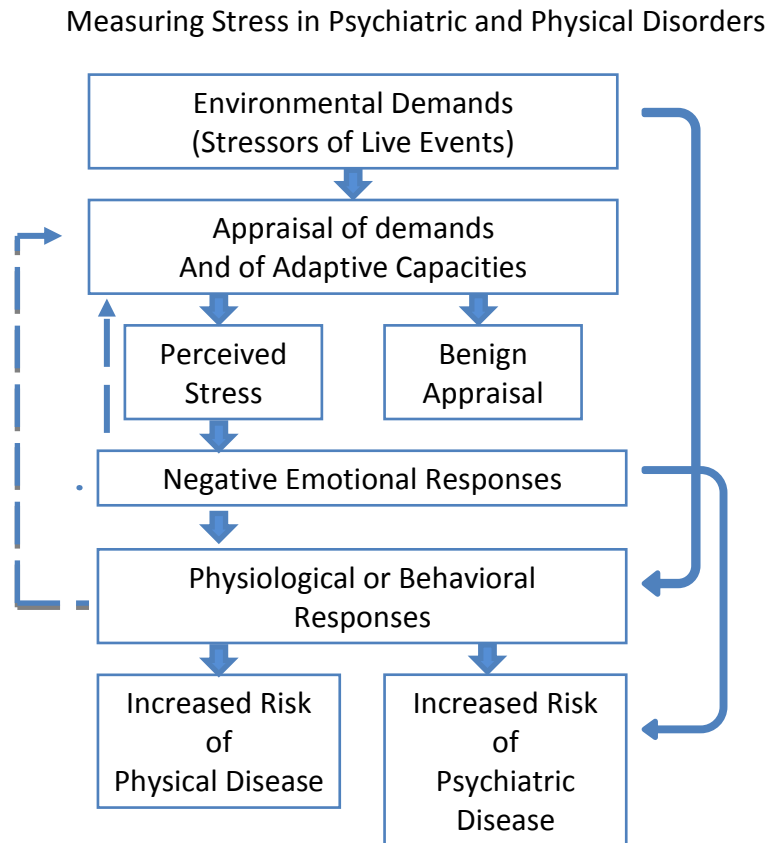 Measuring Stress in Psychiatric and Physical Disorders
Environmental Demands
(Stressors of Live Events)
Appraisal of demands
And of Adaptive Capacities
Perceived
Stress
Benign
Appraisal
Negative Emotional Responses
Physiological or Behavioral
Responses
Increased Risk
of
Physical Disease
Increased Risk
of
Psychiatric
Disease